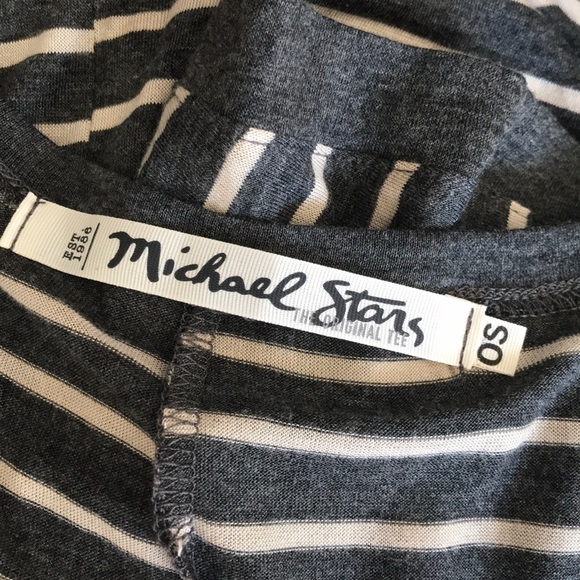 EST
1986
Michael Stars
THE ORIGINAL TEE
OS